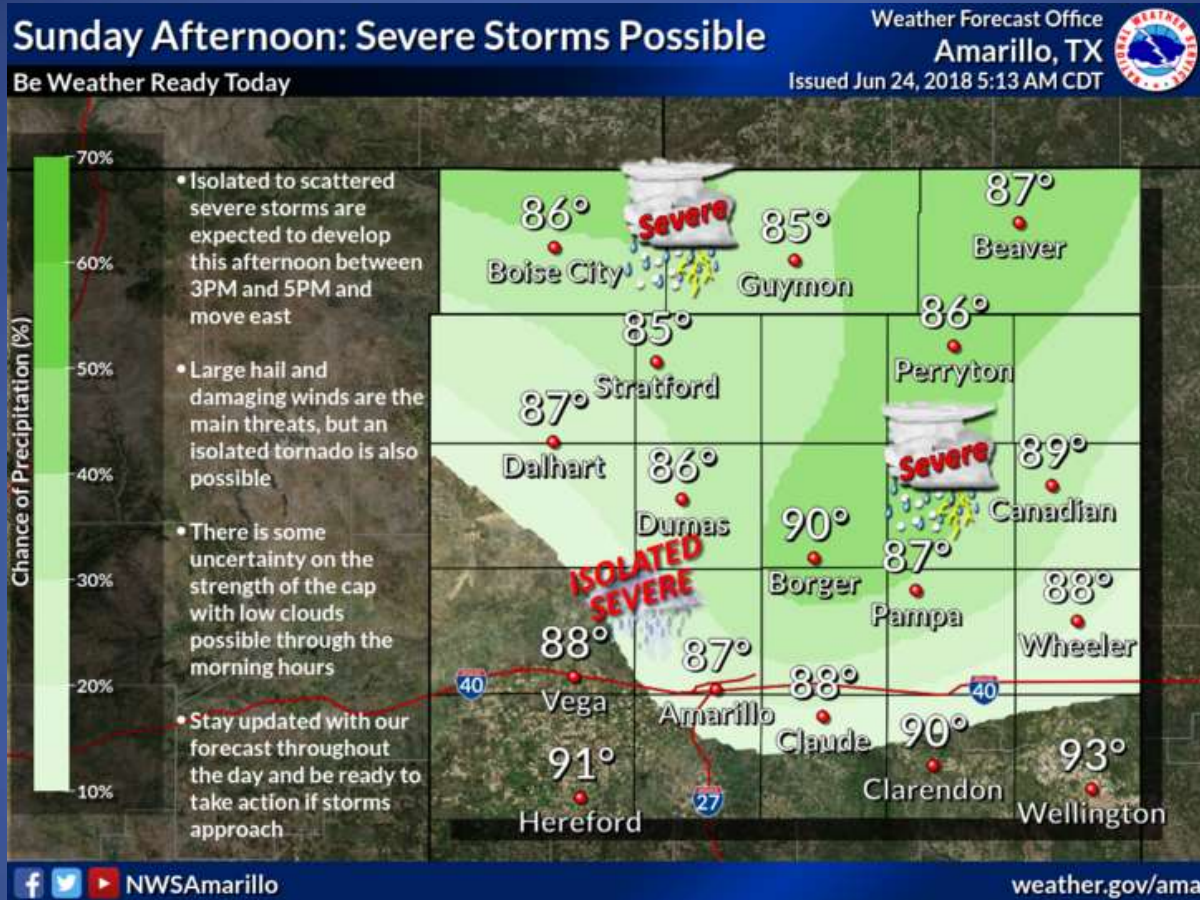 Sunday Afternoon: Severe Storms Possible
Weather Forecast Office
Amarillo, TX
Issued Jun 24, 2018 5:13 AM CDT
NATIONAL WEATHER SERVICE
Be Weather Ready Today
Chance of Precipitation (%)
70%
60%
50%
40%
30%
20%
10%
• Isolated to scattered
severe storms are
expected to develop
this afternoon between
3PM and 5PM and
move east
• Large hail and
damaging winds are the
main threats, but an
isolated tornado is also
possible
• There is some
uncertainty on the
strength of the cap
with low clouds
possible through the
morning hours
• Stay updated with our
forecast throughout
the day and be ready to
take action if storms
approach
86°
Boise City
Severe
85°
Guymon
87°
Beaver
85°
Stratford
86°
Perryton
87°
Dalhart
86°
Dumas
Severe
89°
Canadian
90°
Borger
87°
Pampa
ISOLATED
SEVERE
88°
Wheeler
88°
Vega
87°
Amarillo
88°
Claude
40
40
90°
Clarendon
91°
Hereford
27
93°
Wellington
NWSAmarillo
weather.gov/ama